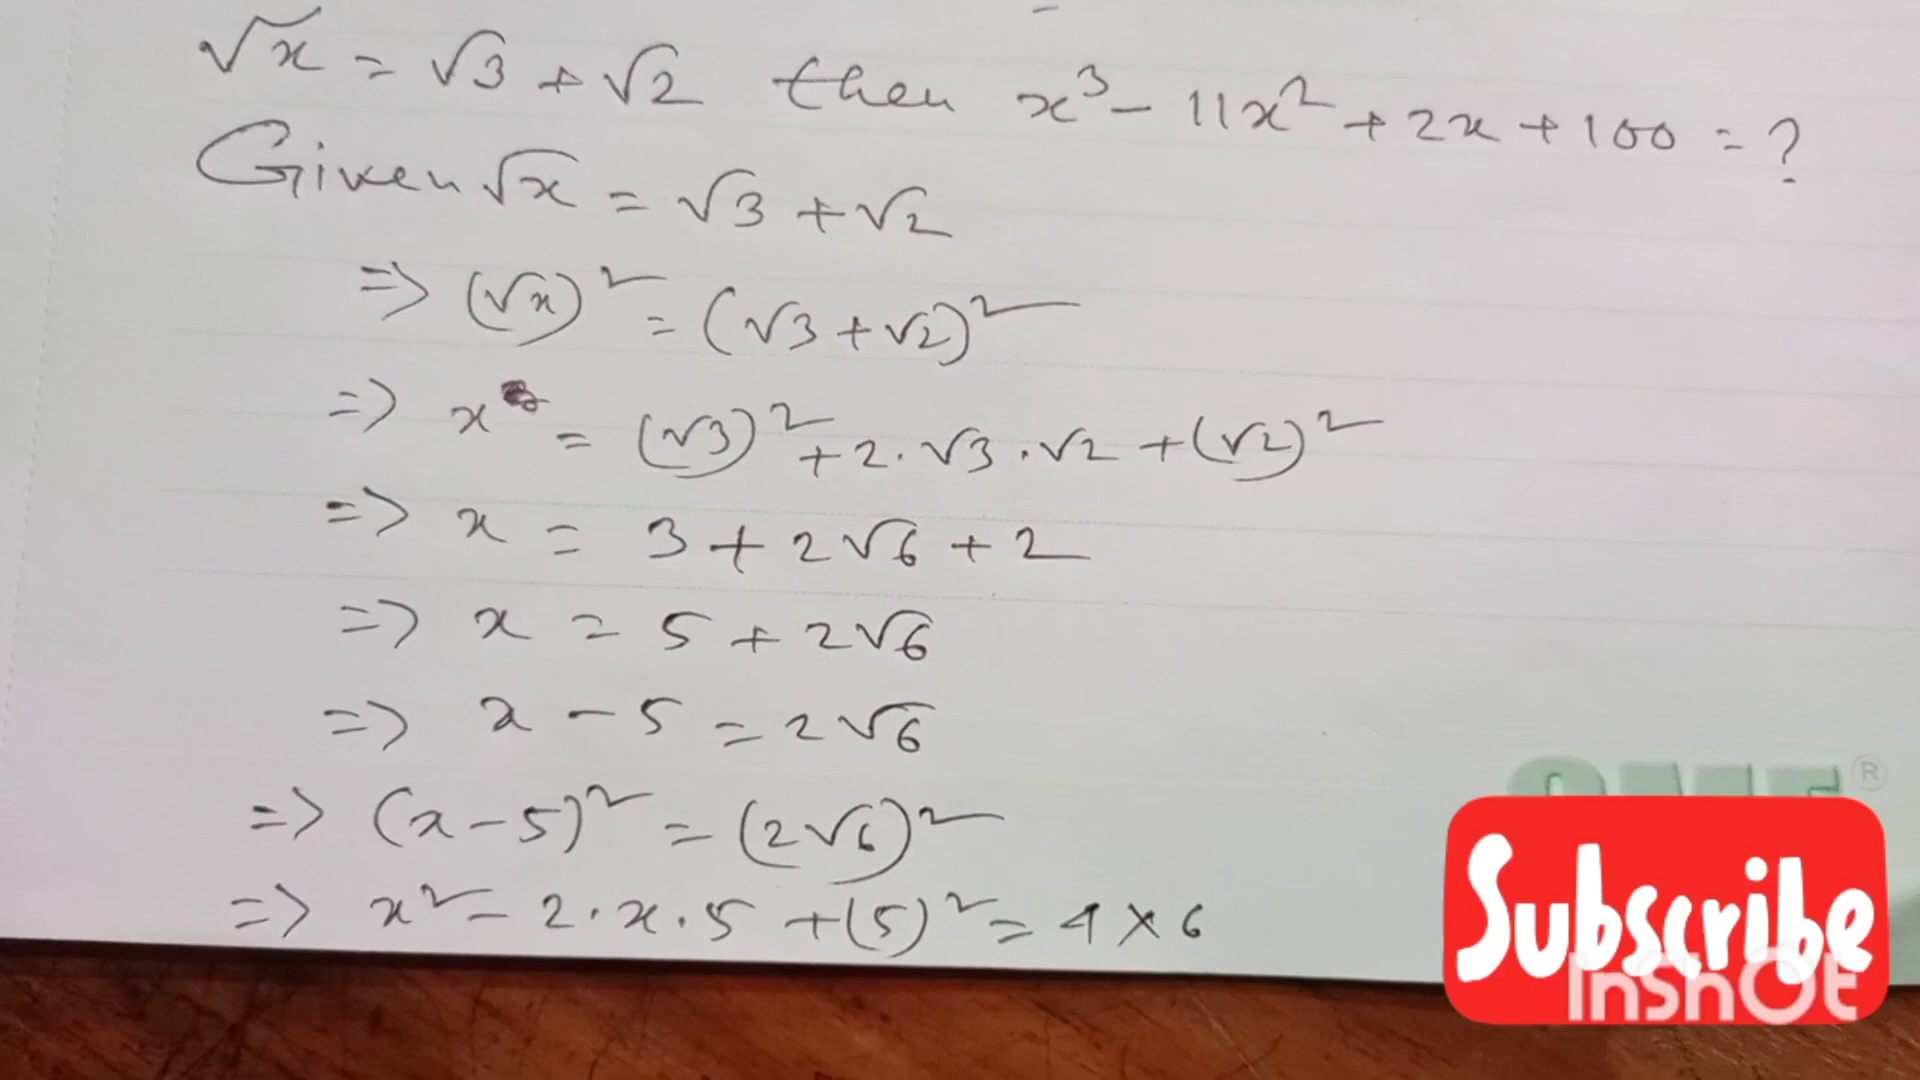 √x = √3 + √2 then x³ - 11x² + 2x + 100 = ?
Given √x = √3 + √2
=> (√x)² = (√3 + √2)²
=> x = (√3)² + 2.√3.√2 + (√2)²
=> x = 3 + 2√6 + 2
=> x = 5 + 2√6
=> x - 5 = 2√6
=> (x - 5)² = (2√6)²
=> x² - 2.x.5 + (5)² = 4 × 6
®
Subscribe
InShOt